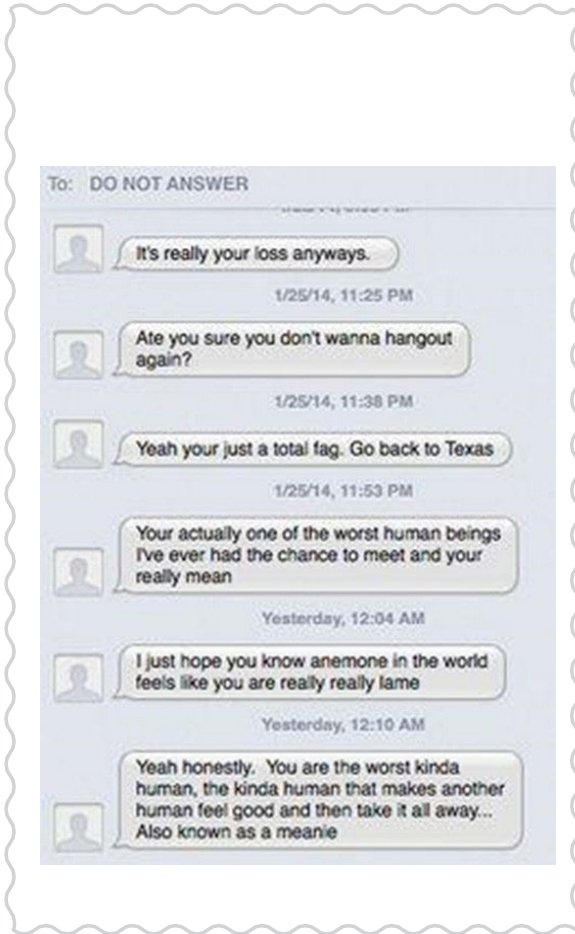 To: DO NOT ANSWER
It's really your loss anyways.
1/25/14, 11:25 PM
Ate you sure you don't wanna hangout
again?
1/25/14, 11:38 PM
Yeah your just a total fag. Go back to Texas
1/25/14, 11:53 PM
Your actually one of the worst human beings
I've ever had the chance to meet and your
really mean
Yesterday, 12:04 AM
I just hope you know anemone in the world
feels like you are really really lame
Yesterday, 12:10 AM
Yeah honestly. You are the worst kinda
human, the kinda human that makes another
human feel good and then take it all away...
Also known as a meanie